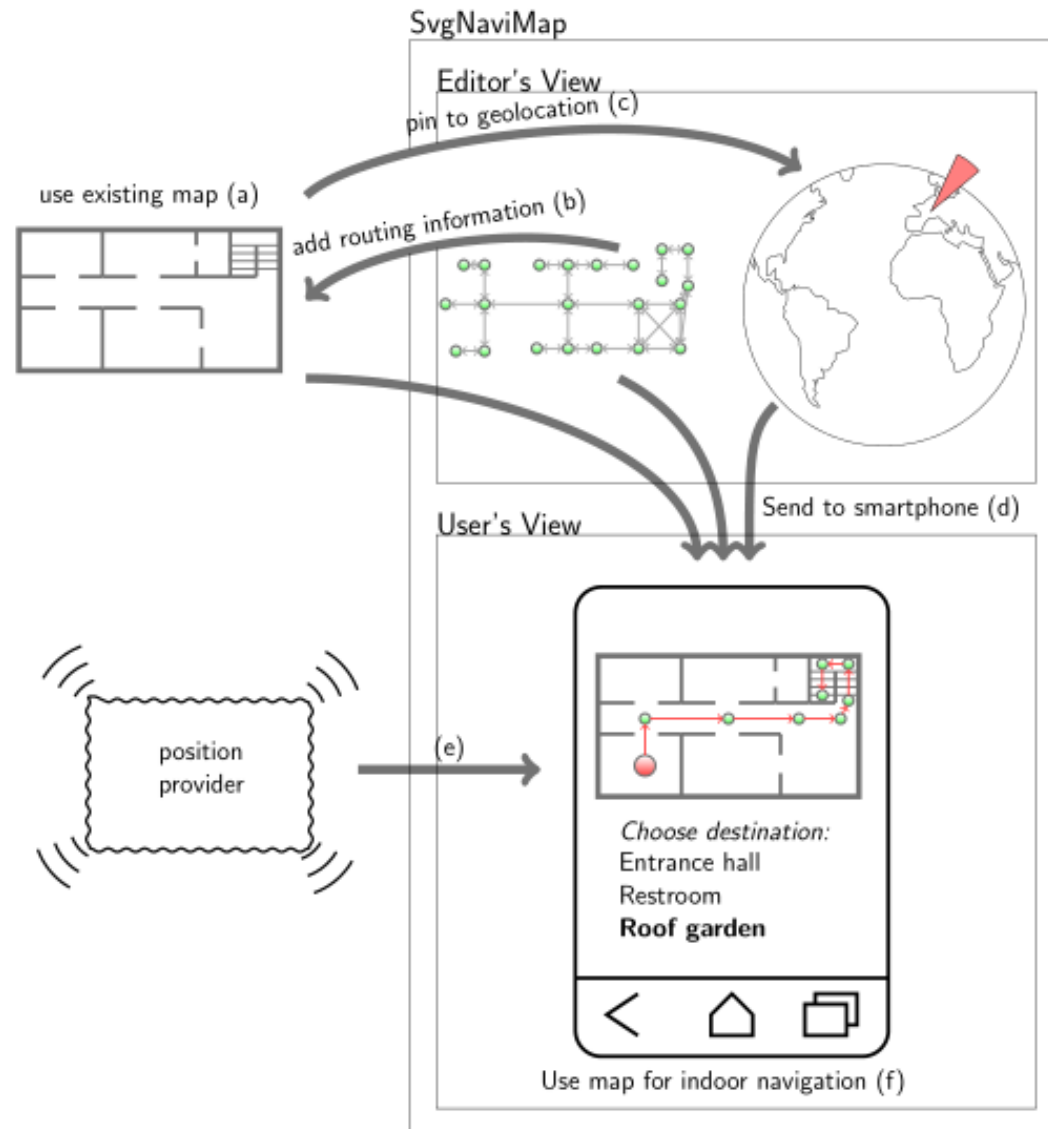 SvgNaviMap
Editor's View
pin to geolocation (c)
use existing map (a)
add routing information (b)
Send to smartphone (d)
User's View
position
provider
(e)
Choose destination:
Entrance hall
Restroom
Roof garden
Use map for indoor navigation (f)